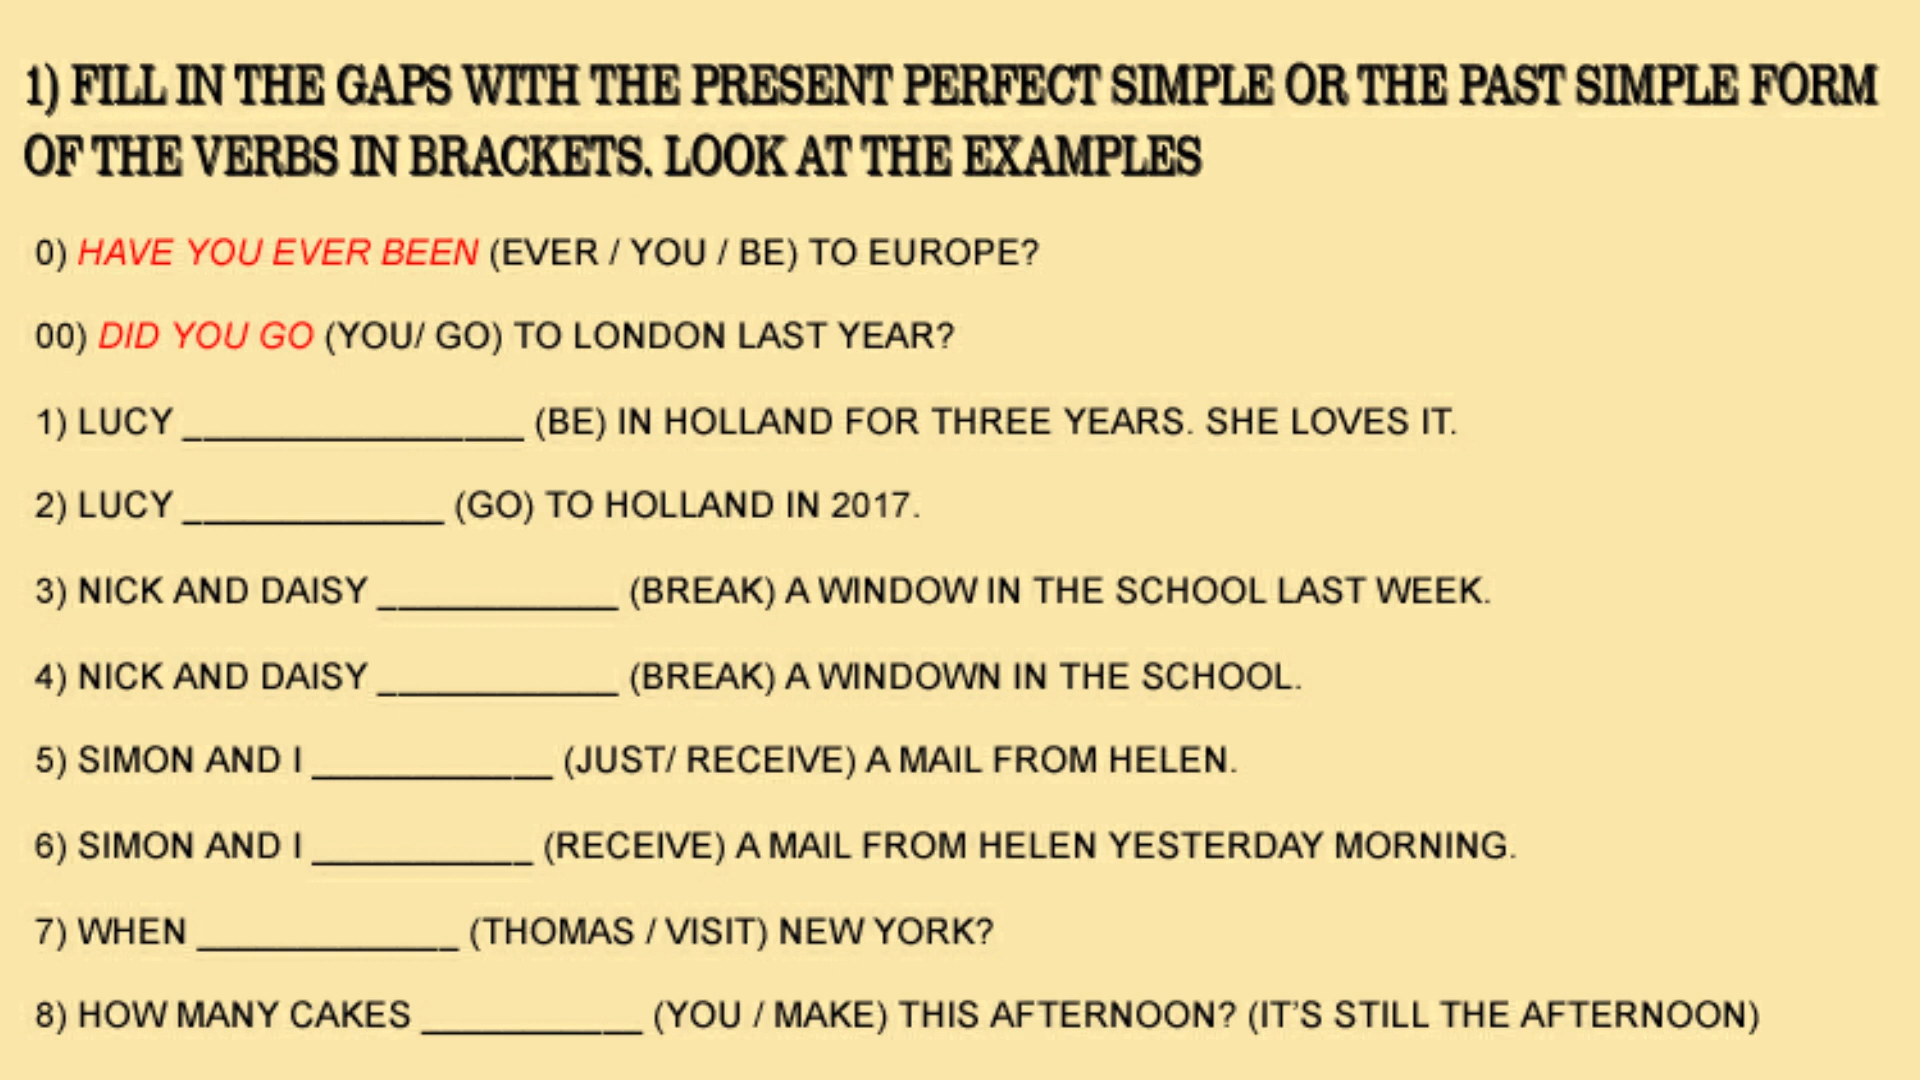 1) FILL IN THE GAPS WITH THE PRESENT PERFECT SIMPLE OR THE PAST SIMPLE FORM
OF THE VERBS IN BRACKETS. LOOK AT THE EXAMPLES
0) HAVE YOU EVER BEEN (EVER / YOU / BE) TO EUROPE?
00) DID YOU GO (YOU/ GO) TO LONDON LAST YEAR?
1) LUCY _________________ (BE) IN HOLLAND FOR THREE YEARS. SHE LOVES IT.
2) LUCY _____________ (GO) TO HOLLAND IN 2017.
3) NICK AND DAISY ____________ (BREAK) A WINDOW IN THE SCHOOL LAST WEEK.
4) NICK AND DAISY ____________ (BREAK) A WINDOWN IN THE SCHOOL.
5) SIMON AND I ____________ (JUST/ RECEIVE) A MAIL FROM HELEN.
6) SIMON AND I ___________ (RECEIVE) A MAIL FROM HELEN YESTERDAY MORNING.
7) WHEN _____________ (THOMAS / VISIT) NEW YORK?
8) HOW MANY CAKES ___________ (YOU / MAKE) THIS AFTERNOON? (IT'S STILL THE AFTERNOON)